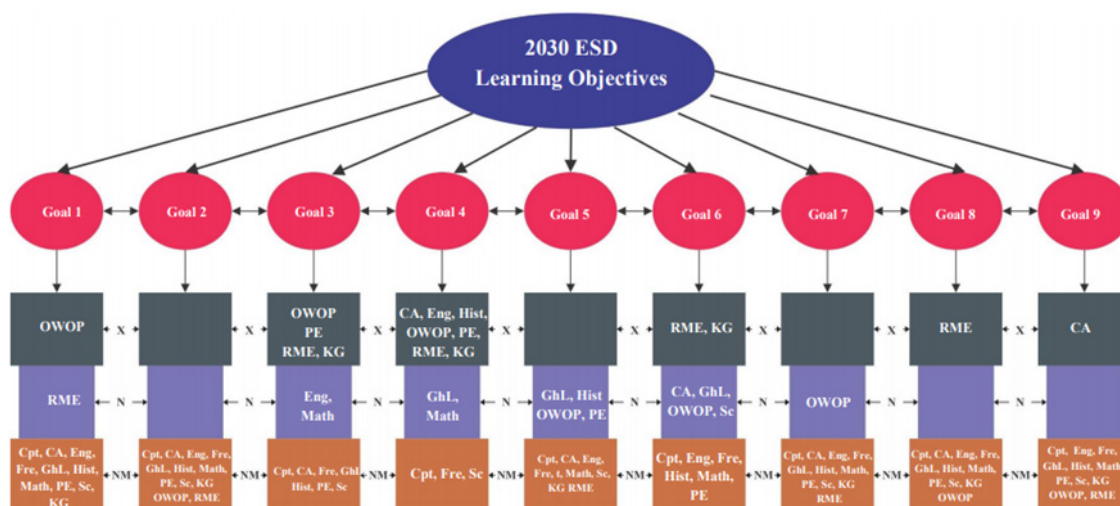 2030 ESD
Learning Objectives
Goal 1
Goal 2
Goal 3
Goal 4
Goal 5
Goal 6
Goal 7
Goal 8
Goal 9
OWOP
X
X
OWOP
PE
RME, KG
X
CA, Eng, Hist,
OWOP, PE,
RME, KG
X
X
RME, KG
X
X
RME
X
CA
RME
N
N
Eng,
Math
N
GhL,
Math
N
GhL, Hist
OWOP, PE
N
CA, GhL,
OWOP, Sc
N
OWOP
N
N
Cpt, CA, Eng,
Fre, GhL, Hist,
Math, PE, Sc,
KG
NM
Cpt, CA, Eng, Fre,
GhL, Hist, Math,
PE, Sc, KG
OWOP, RME
NM
Cpt, CA, Fre, GhL
Hist, PE, Sc
NM
Cpt, Fre, Sc
NM
Cpt, CA, Eng,
Fre, t, Math, Sc,
KG RME
NM
Cpt, Eng, Fre,
Hist, Math,
PE
NM
Cpt, CA, Eng, Fre,
GhL, Hist, Math,
PE, Sc, KG
RME
NM
Cpt, CA, Eng, Fre,
GhL, Hist, Math,
PE, Sc, KG
OWOP
NM
Cpt, Eng, Fre,
GhL, Hist, Math
PE, Sc, KG
OWOP, RME